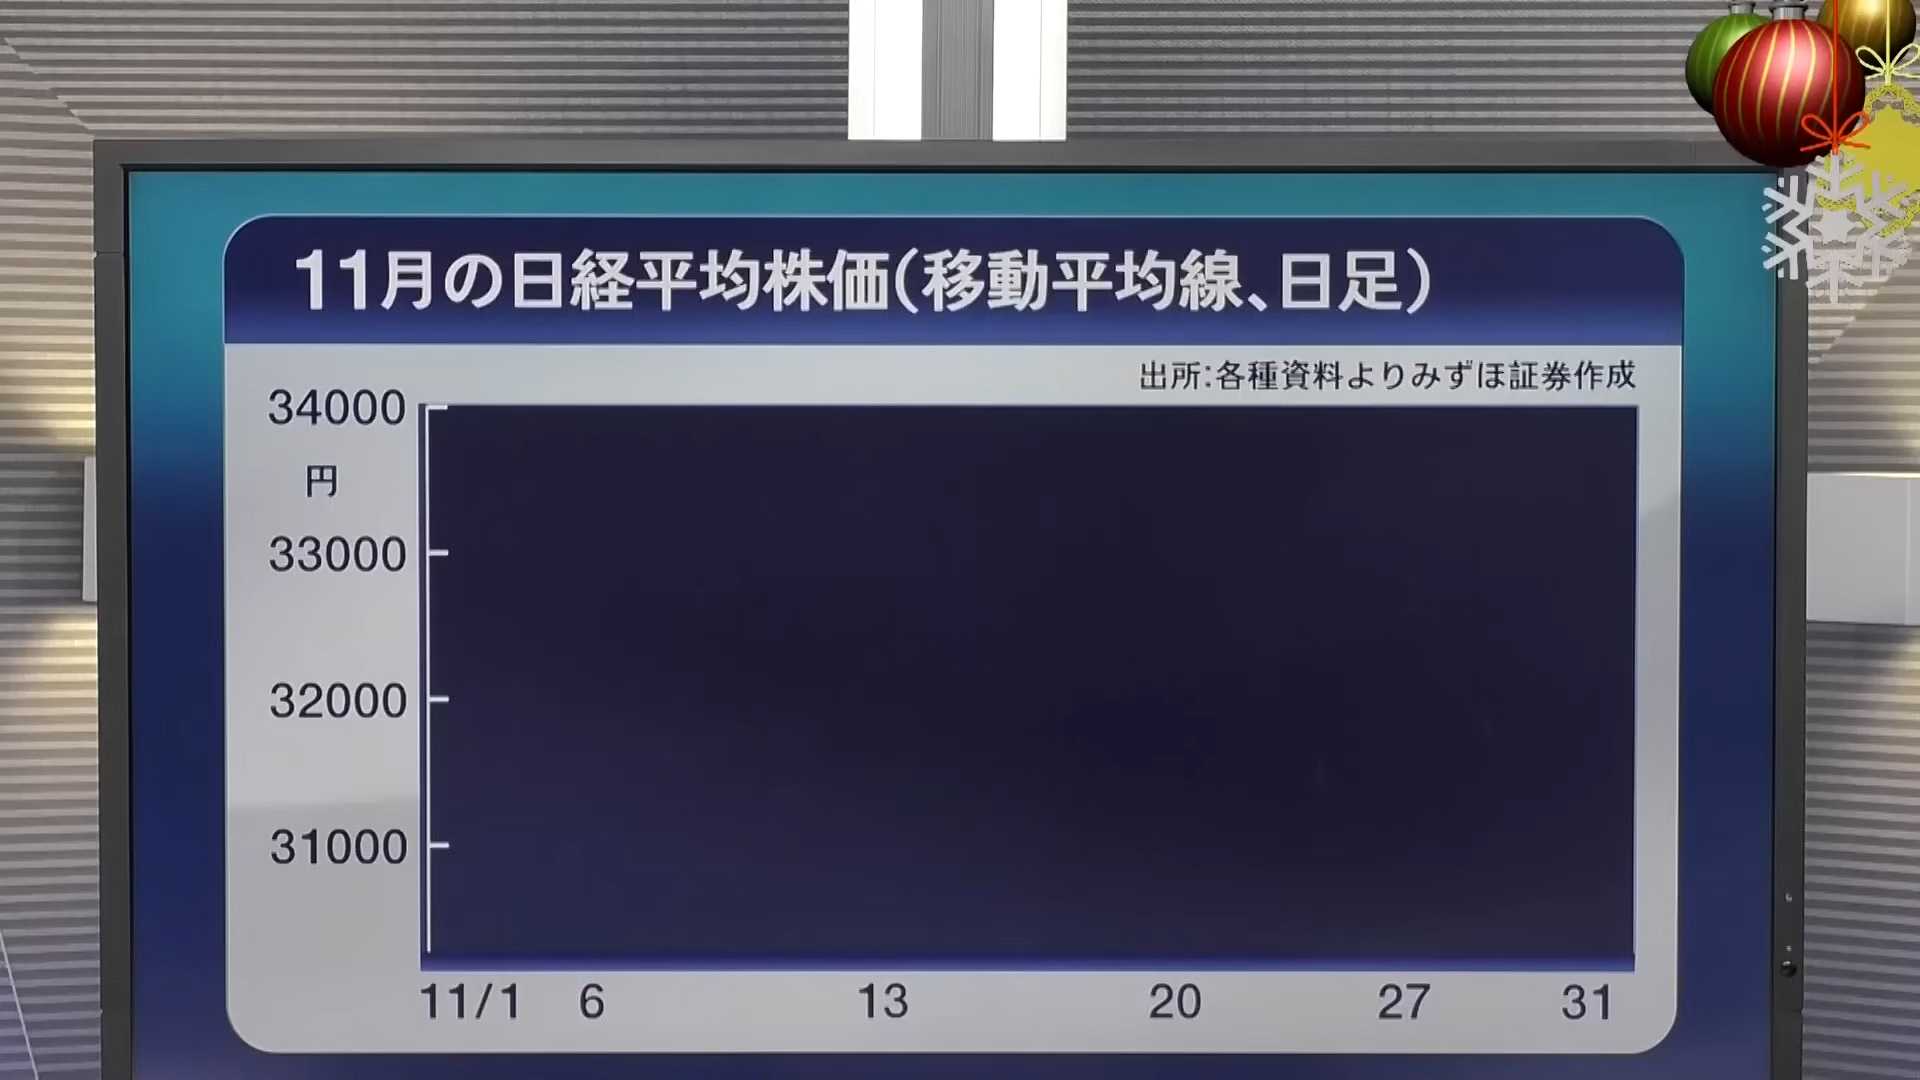 11月の日経平均株価(移動平均線、日足)
出所:各種資料よりみずほ証券作成
34000
円
33000
32000
31000
11/1 6 13 20 27 31